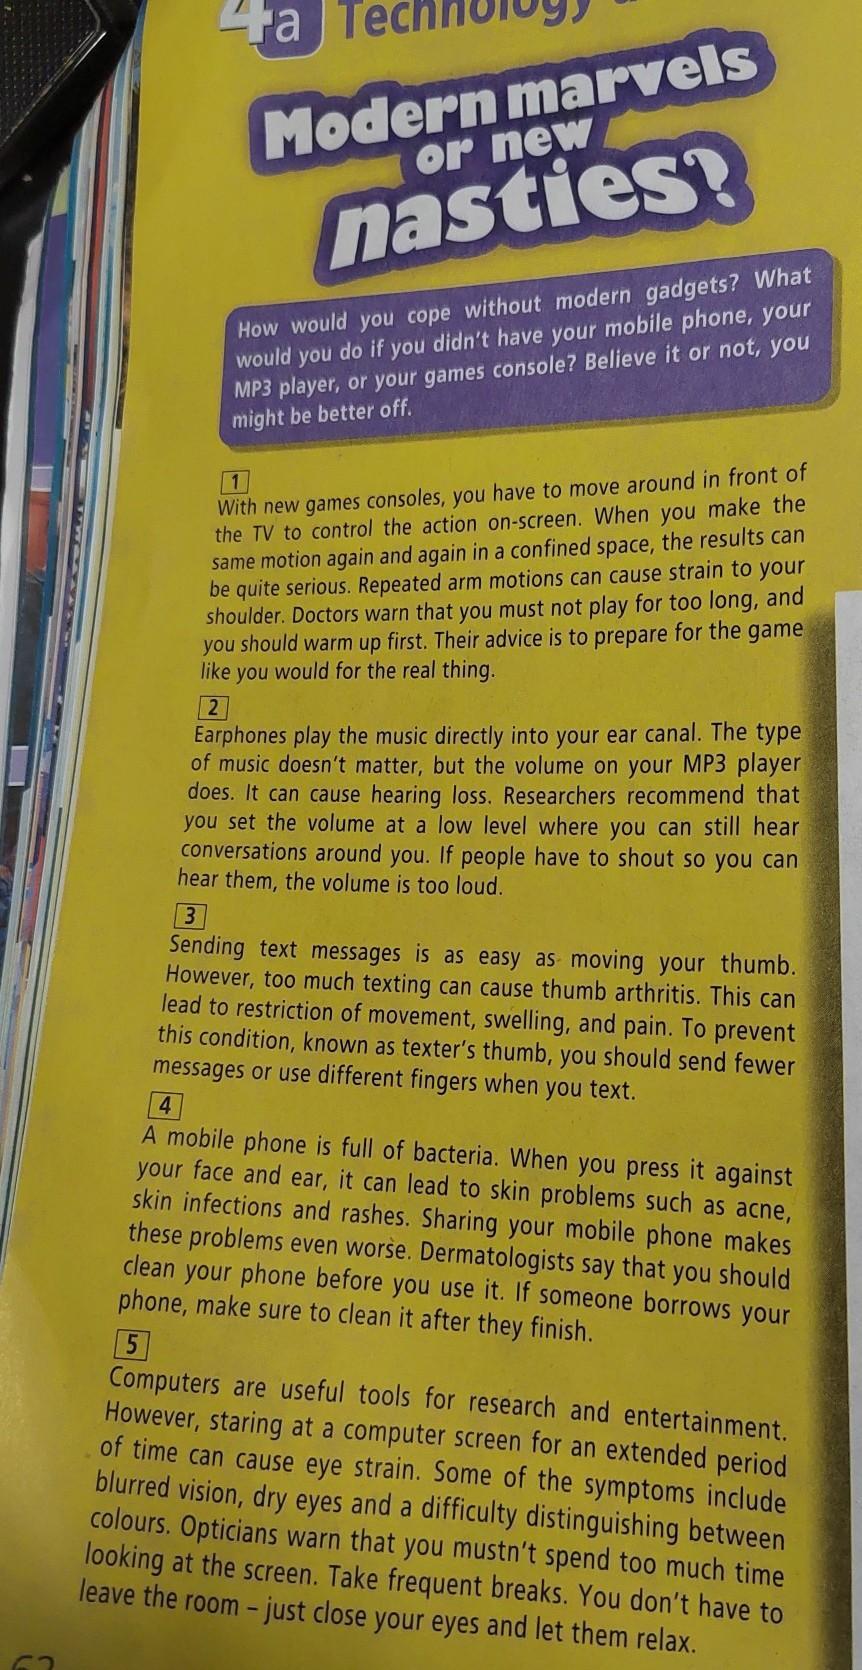 4a Technology
Modern marvels
or new
nasties?
How would you cope without modern gadgets? What
would you do if you didn't have your mobile phone, your
MP3 player, or your games console? Believe it or not, you
might be better off.
1
With new games consoles, you have to move around in front of
the TV to control the action on-screen. When you make the
same motion again and again in a confined space, the results can
be quite serious. Repeated arm motions can cause strain to your
shoulder. Doctors warn that you must not play for too long, and
you should warm up first. Their advice is to prepare for the game
like you would for the real thing.
2
Earphones play the music directly into your ear canal. The type
of music doesn't matter, but the volume on your MP3 player
does. It can cause hearing loss. Researchers recommend that
you set the volume at a low level where you can still hear
conversations around you. If people have to shout so you can
hear them, the volume is too loud.
3
Sending text messages is as easy as moving your thumb.
However, too much texting can cause thumb arthritis. This can
lead to restriction of movement, swelling, and pain. To prevent
this condition, known as texter's thumb, you should send fewer
messages or use different fingers when you text.
4
A mobile phone is full of bacteria. When you press it against
your face and ear, it can lead to skin problems such as acne,
skin infections and rashes. Sharing your mobile phone makes
these problems even worse. Dermatologists say that you should
clean your phone before you use it. If someone borrows your
phone, make sure to clean it after they finish.
5
Computers are useful tools for research and entertainment.
However, staring at a computer screen for an extended period
of time can cause eye strain. Some of the symptoms include
blurred vision, dry eyes and a difficulty distinguishing between
colours. Opticians warn that you mustn't spend too much time
looking at the screen. Take frequent breaks. You don't have to
leave the room – just close your eyes and let them relax.